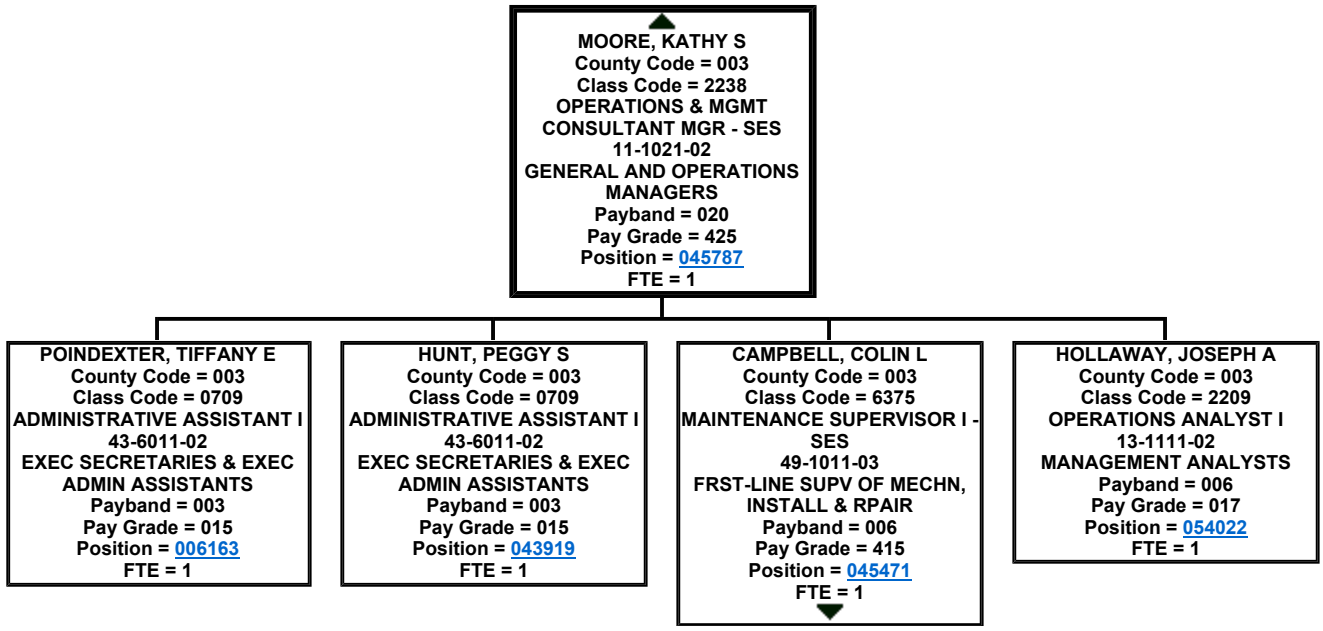 MOORE, KATHY S
County Code = 003
Class Code = 2238
OPERATIONS & MGMT
CONSULTANT MGR - SES
11-1021-02
GENERAL AND OPERATIONS
MANAGERS
Payband = 020
Pay Grade = 425
Position = 045787
FTE = 1
POINDEXTER, TIFFANY E
County Code = 003
Class Code = 0709
ADMINISTRATIVE ASSISTANT I
43-6011-02
EXEC SECRETARIES & EXEC
ADMIN ASSISTANTS
Payband = 003
Pay Grade = 015
Position = 006163
FTE = 1
HUNT, PEGGY S
County Code = 003
Class Code = 0709
ADMINISTRATIVE ASSISTANT I
43-6011-02
EXEC SECRETARIES & EXEC
ADMIN ASSISTANTS
Payband = 003
Pay Grade = 015
Position = 043919
FTE = 1
CAMPBELL, COLIN L
County Code = 003
Class Code = 6375
MAINTENANCE SUPERVISOR I -
SES
49-1011-03
FRST-LINE SUPV OF MECHN,
INSTALL & RPAIR
Payband = 006
Pay Grade = 415
Position = 045471
FTE = 1
HOLLAWAY, JOSEPH A
County Code = 003
Class Code = 2209
OPERATIONS ANALYST I
13-1111-02
MANAGEMENT ANALYSTS
Payband = 006
Pay Grade = 017
Position = 054022
FTE = 1